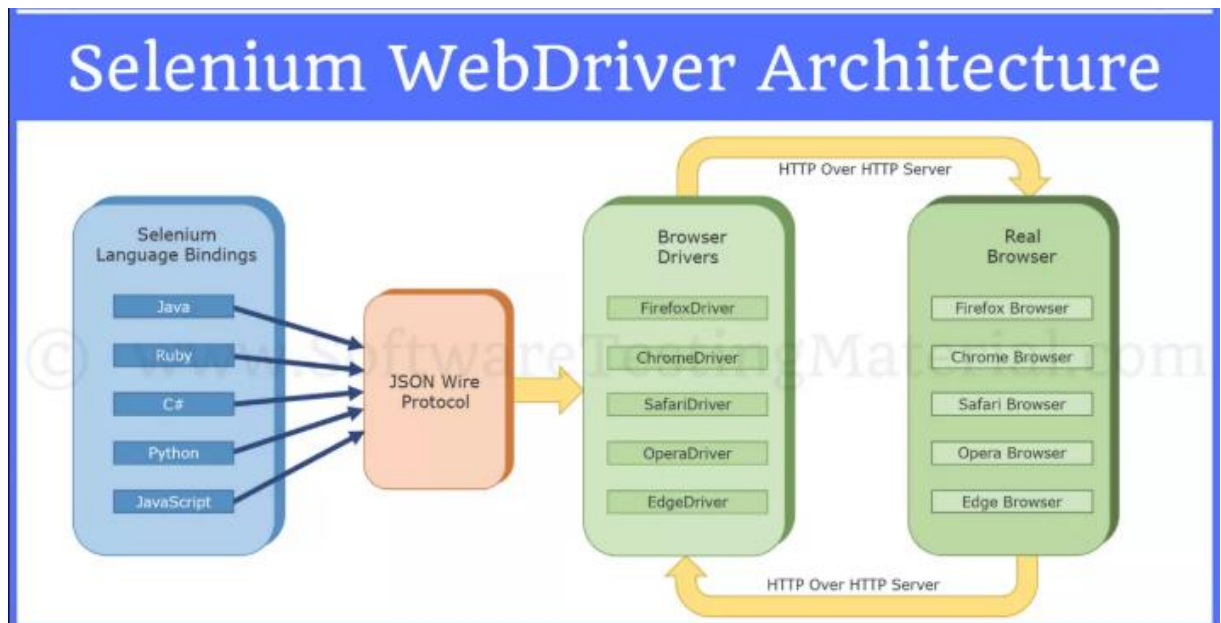 Selenium WebDriver Architecture
HTTP Over HTTP Server
Selenium
Language Bindings
Java
Ruby
C#
Python
JavaScript
JSON Wire
Protocol
Browser
Drivers
FirefoxDriver
ChromeDriver
SafariDriver
OperaDriver
EdgeDriver
Real
Browser
Firefox Browser
Chrome Browser
Safari Browser
Opera Browser
Edge Browser
HTTP Over HTTP Server
© www.SoftwareTestingMaterial.com